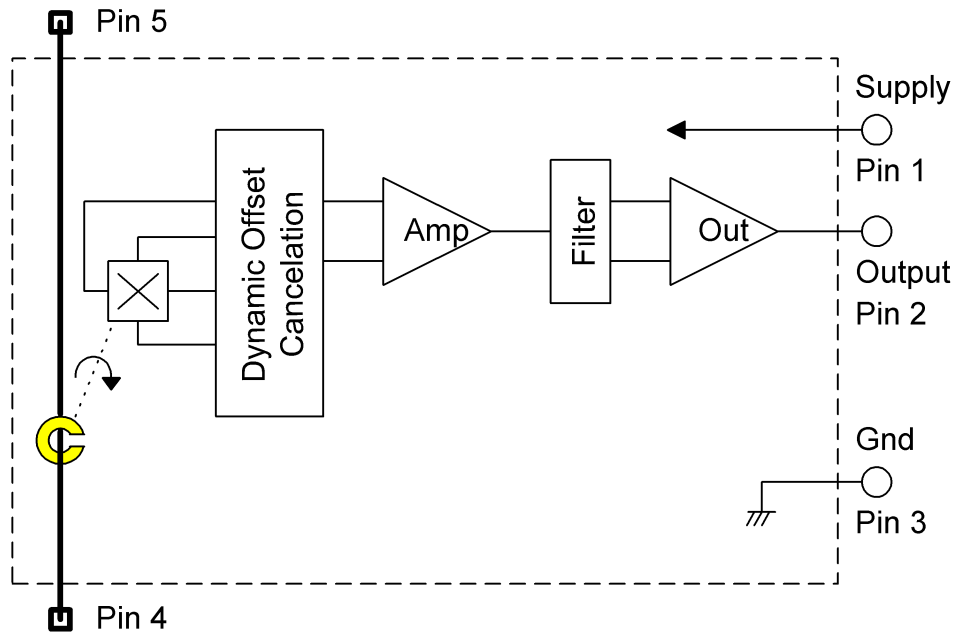 Pin 5
Supply
Pin 1
Dynamic Offset
Cancelation
Amp
Filter
Out
Output
Pin 2
Gnd
Pin 3
Pin 4